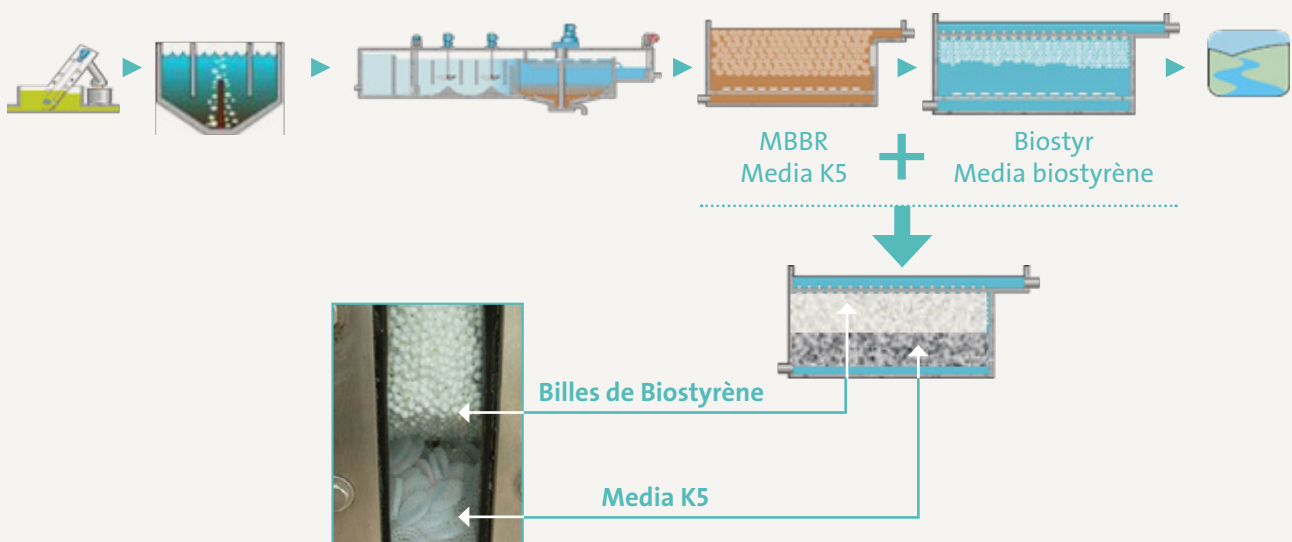 MBBR
Media K5
+
Biostyr
Media biostyrène
Billes de Biostyrène
Media K5